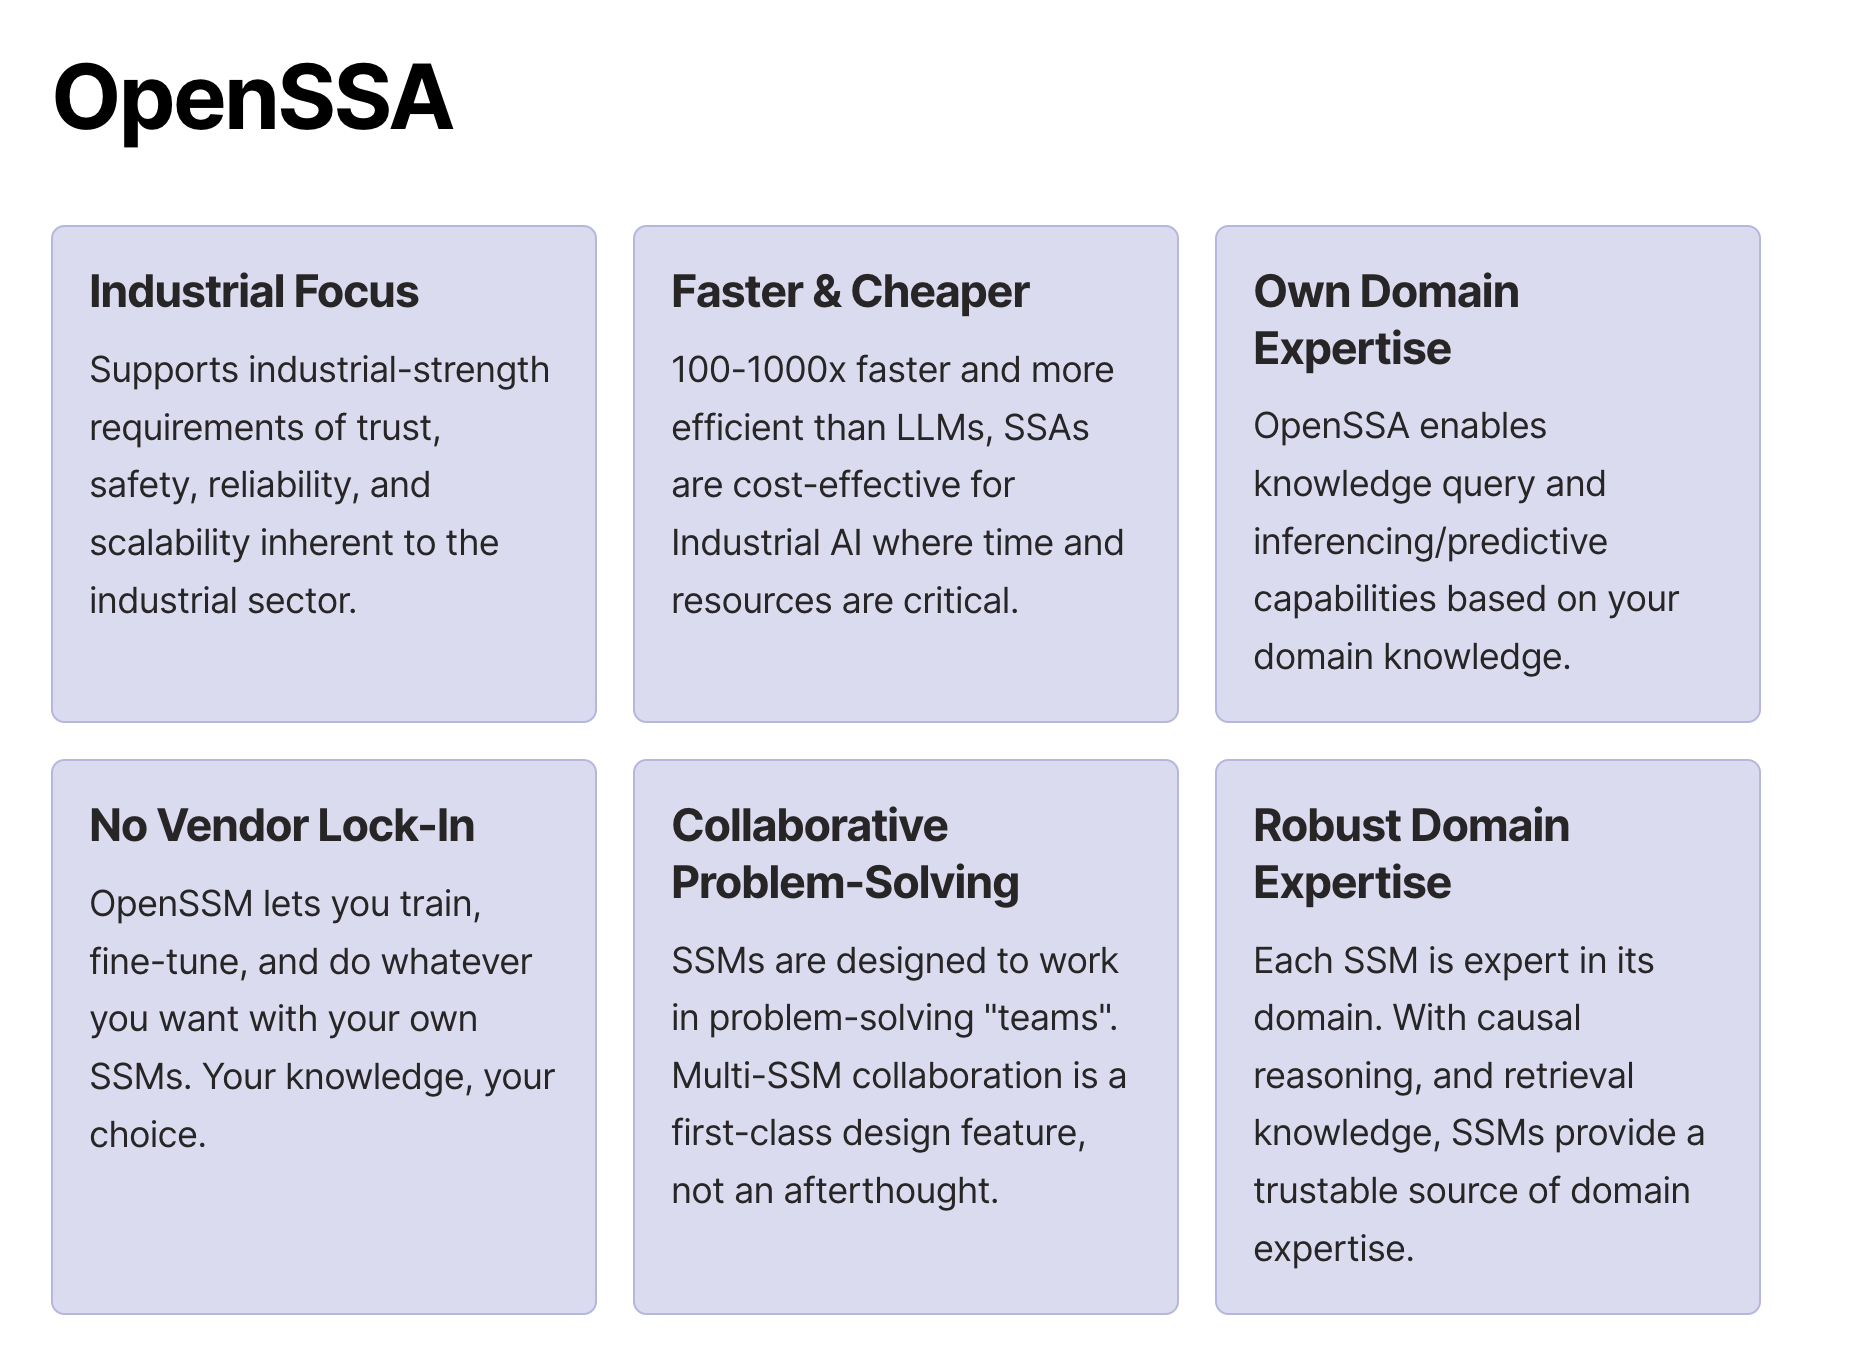 OpenSSA
Industrial Focus
Supports industrial-strength
requirements of trust,
safety, reliability, and
scalability inherent to the
industrial sector.
Faster & Cheaper
100-1000x faster and more
efficient than LLMs, SSAs
are cost-effective for
Industrial AI where time and
resources are critical.
Own Domain
Expertise
OpenSSA enables
knowledge query and
inferencing/predictive
capabilities based on your
domain knowledge.
No Vendor Lock-In
OpenSSM lets you train,
fine-tune, and do whatever
you want with your own
SSMs. Your knowledge, your
choice.
Collaborative
Problem-Solving
SSMs are designed to work
in problem-solving "teams".
Multi-SSM collaboration is a
first-class design feature,
not an afterthought.
Robust Domain
Expertise
Each SSM is expert in its
domain. With causal
reasoning, and retrieval
knowledge, SSMs provide a
trustable source of domain
expertise.